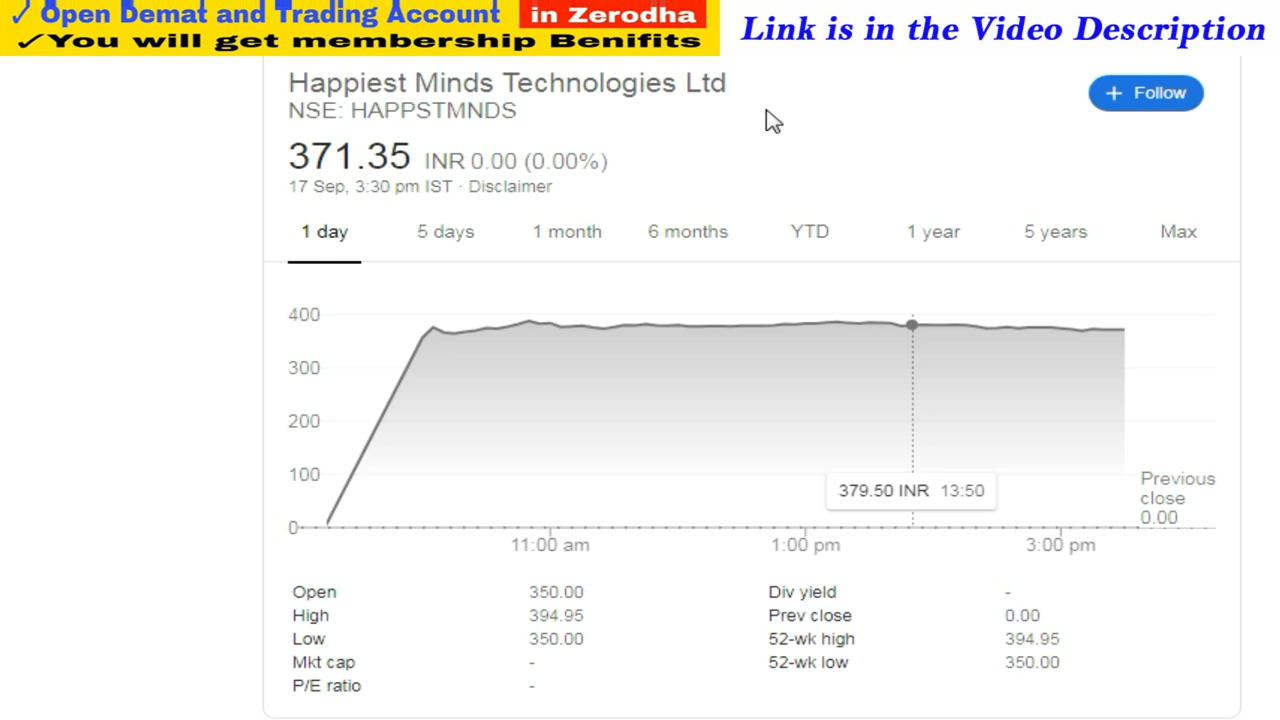 ✓ Open Demat and Trading Account in Zerodha
✓You will get membership Benifits
Link is in the Video Description
Happiest Minds Technologies Ltd
NSE: HAPPSTMNDS
+ Follow
371.35 INR 0.00 (0.00%)
17 Sep, 3:30 pm IST · Disclaimer
1 day 5 days 1 month 6 months YTD 1 year 5 years Max
400
300
200
100
0
379.50 INR 13:50
Previous
close
0.00
11:00 am 1:00 pm 3:00 pm
Open 350.00 Div yield -
High 394.95 Prev close 0.00
Low 350.00 52-wk high 394.95
Mkt cap - 52-wk low 350.00
P/E ratio -